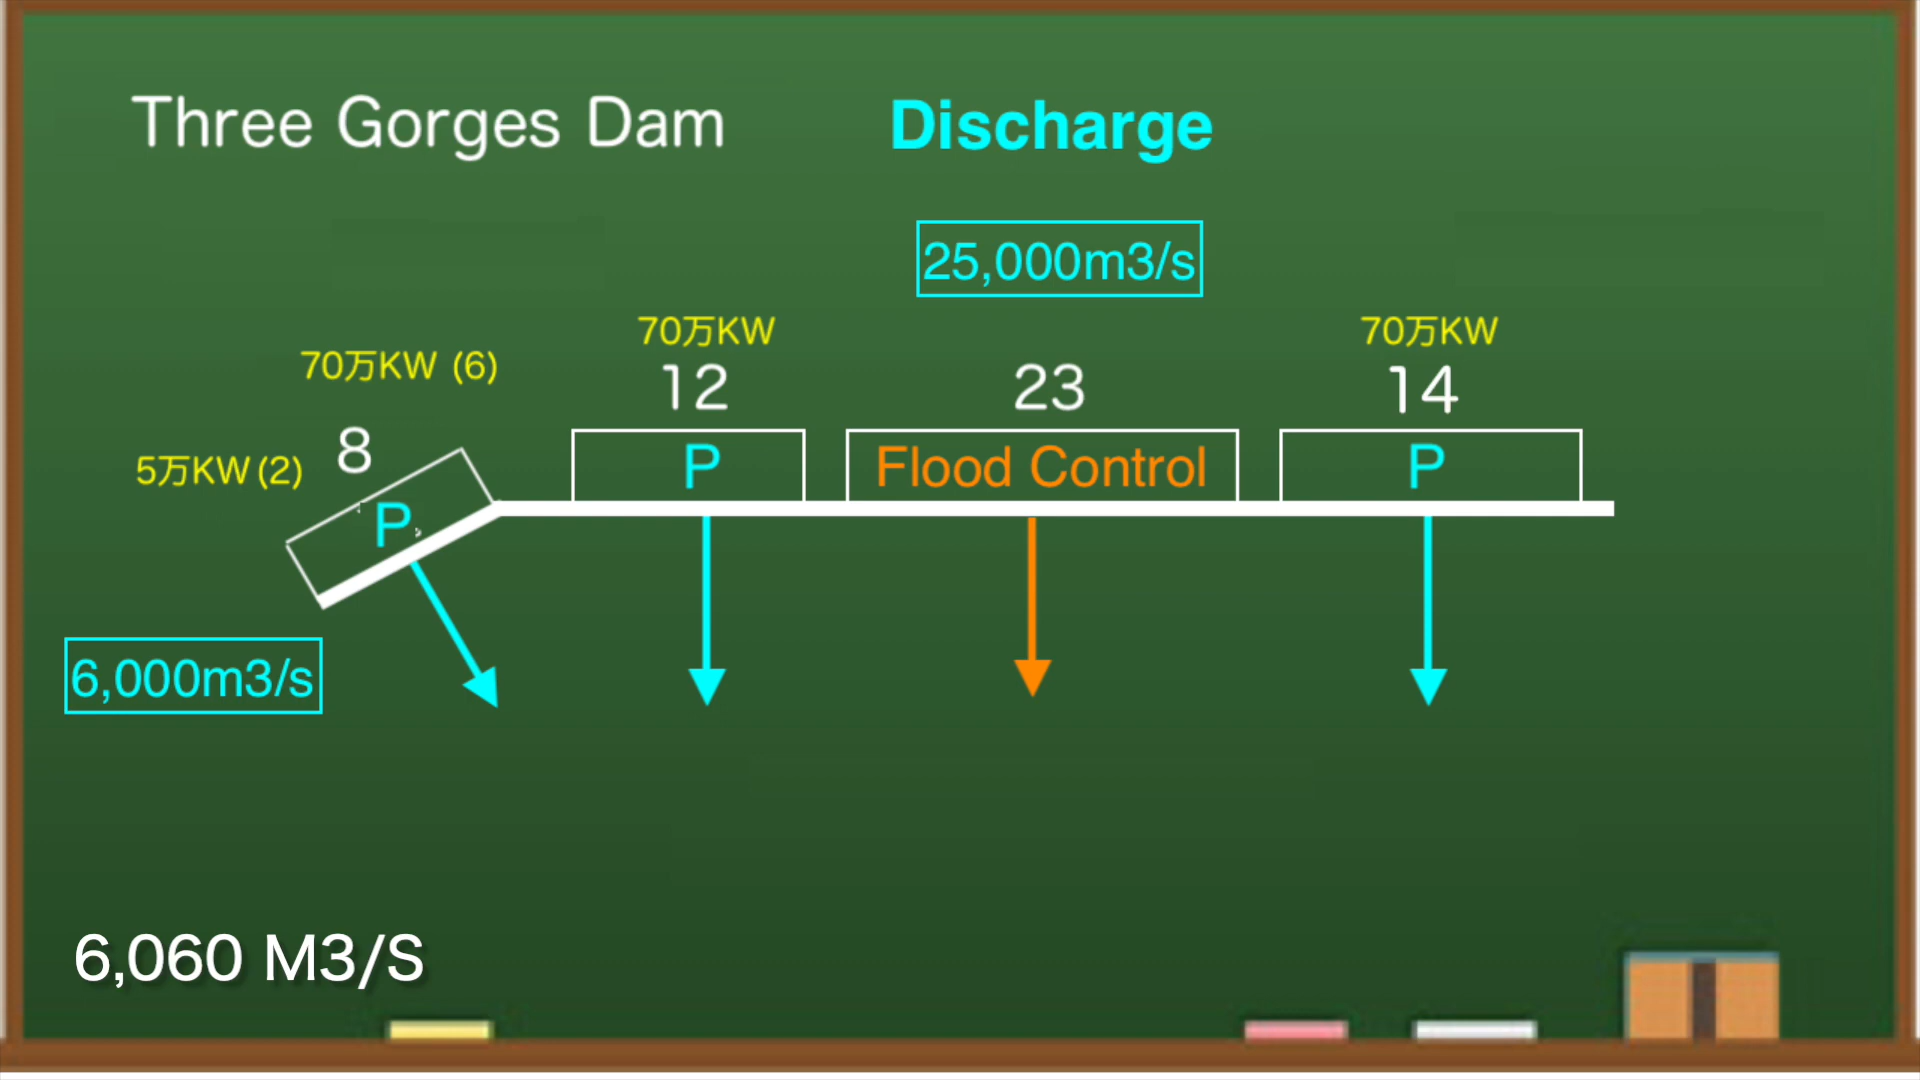 Three Gorges Dam
Discharge
25,000m3/s
70万KW (6)
70万KW
70万KW
8
12
23
14
5万KW (2)
P
P
Flood Control
P
6,000m3/s
6,060 M3/S